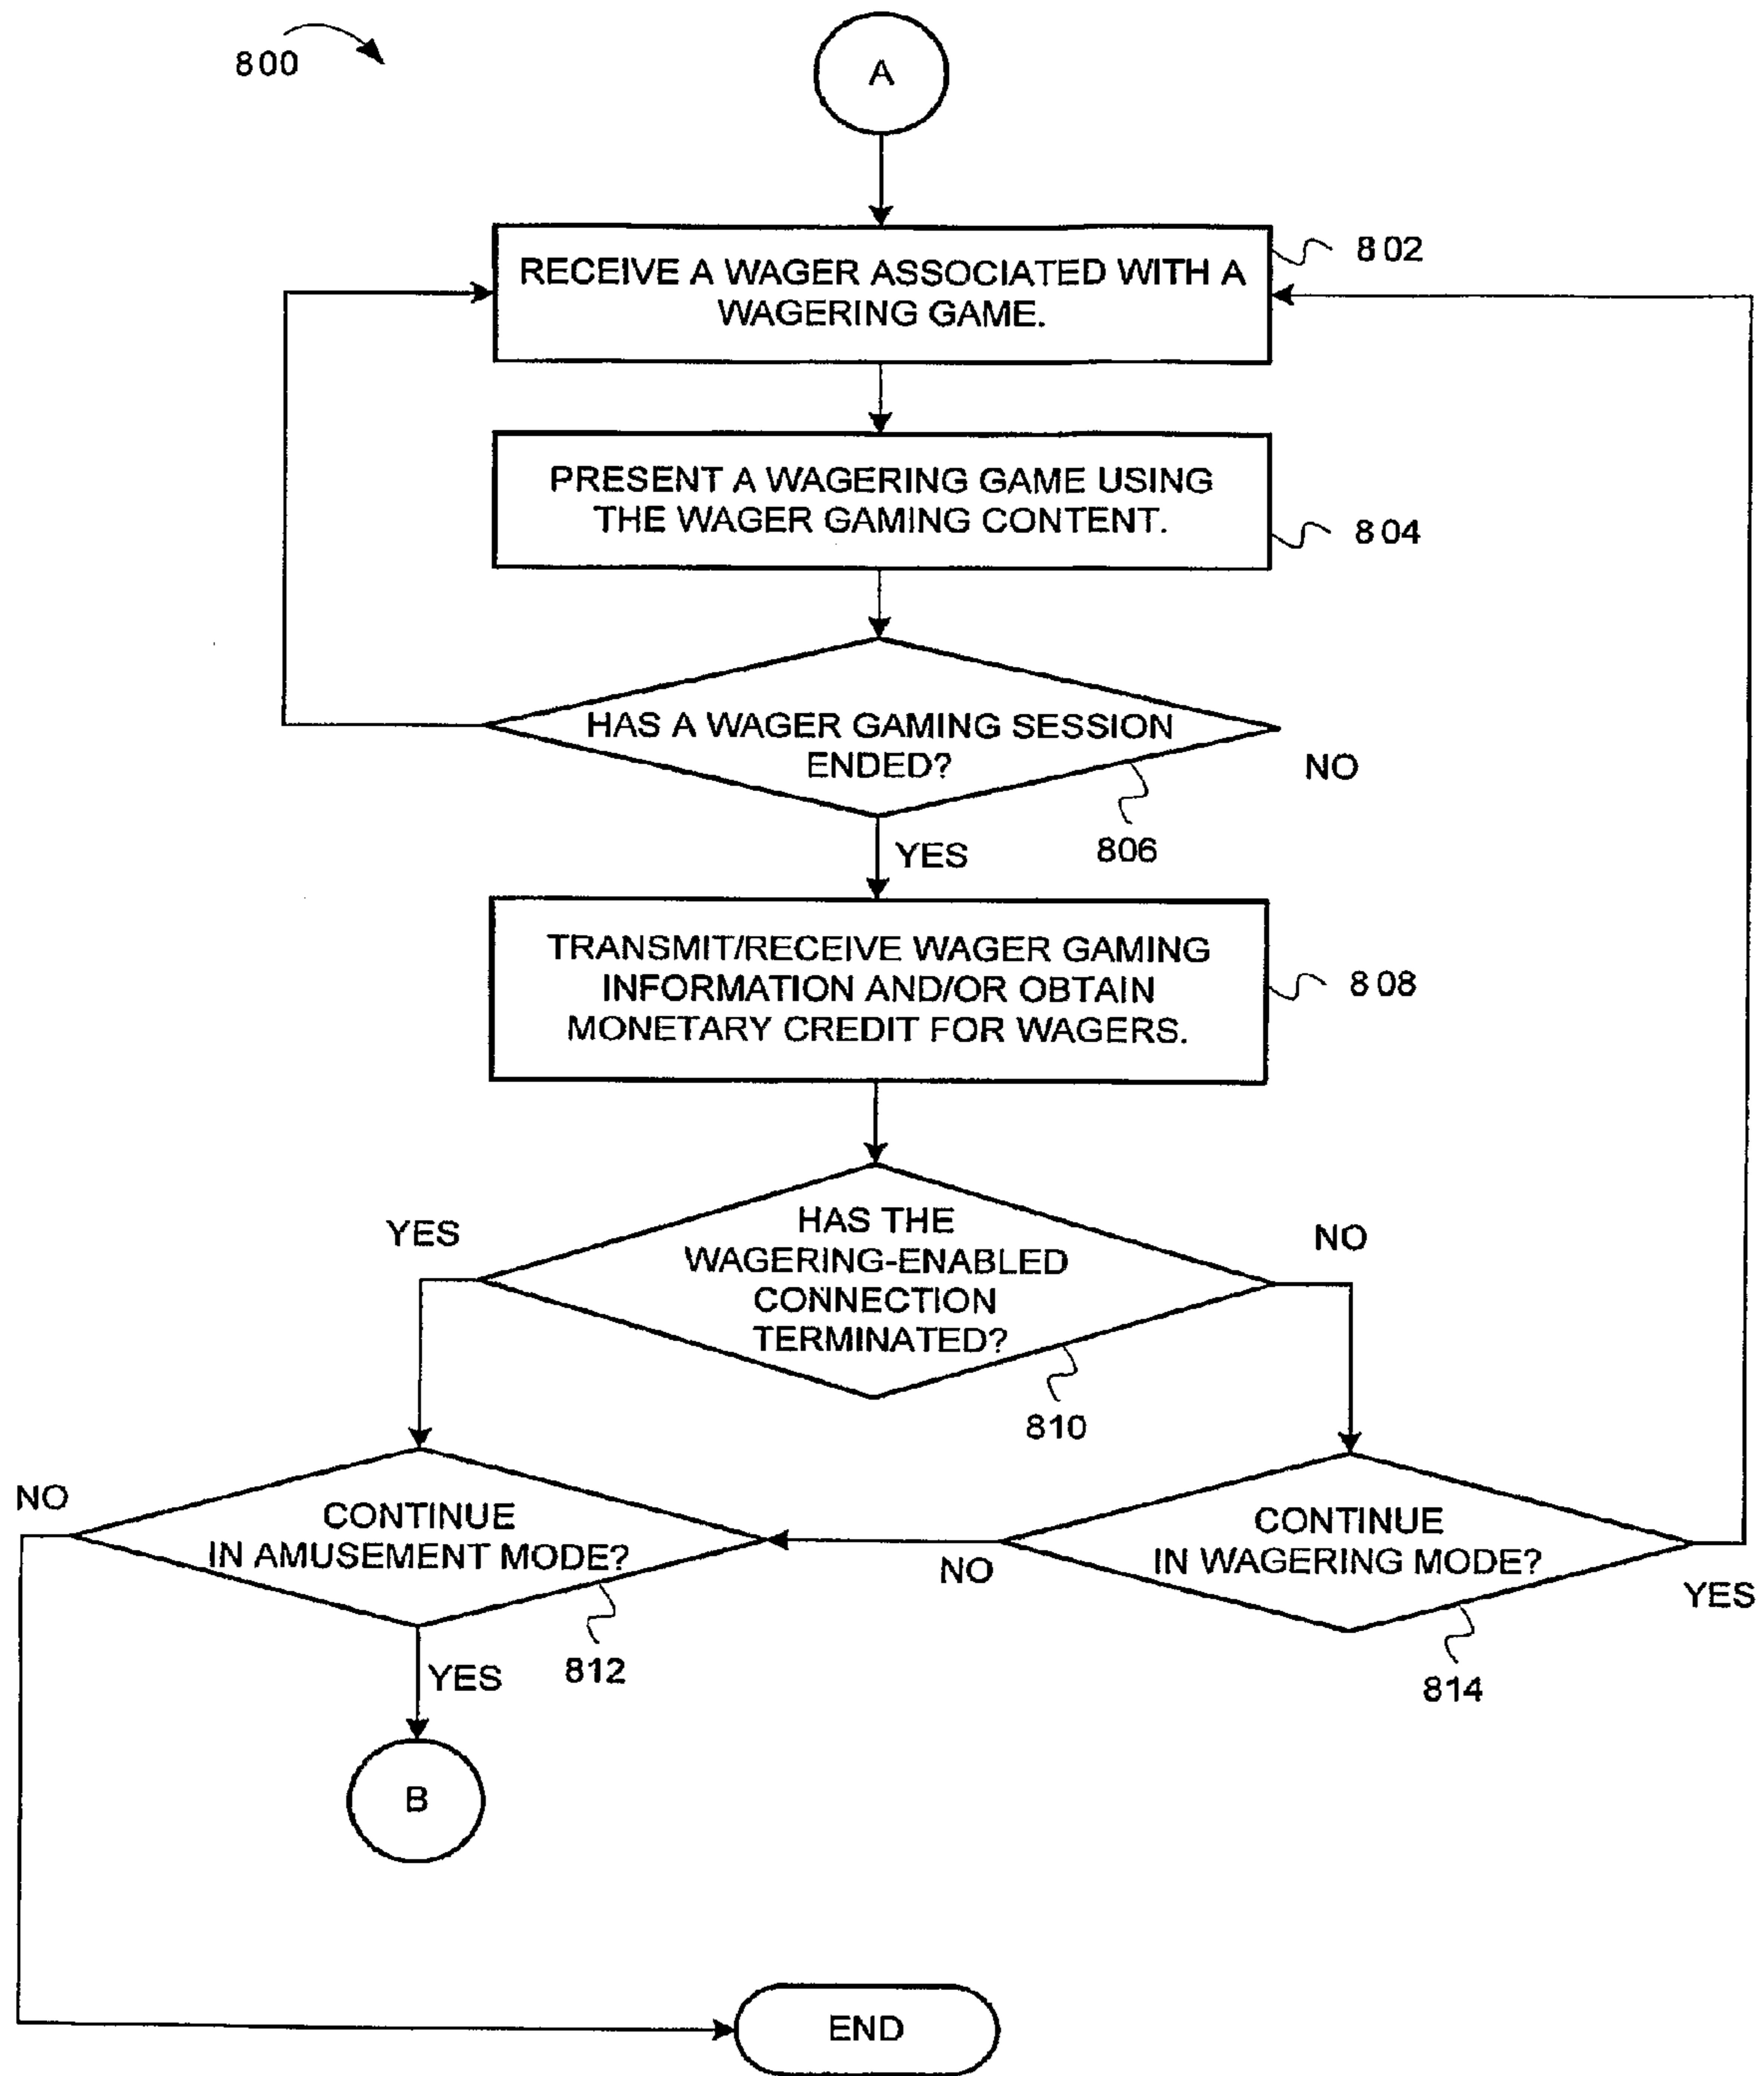 800
A
RECEIVE A WAGER ASSOCIATED WITH A
WAGERING GAME.
802
PRESENT A WAGERING GAME USING
THE WAGER GAMING CONTENT.
804
HAS A WAGER GAMING SESSION
ENDED?
NO
806
YES
TRANSMIT/RECEIVE WAGER GAMING
INFORMATION AND/OR OBTAIN
MONETARY CREDIT FOR WAGERS.
808
YES
HAS THE
WAGERING-ENABLED
CONNECTION
TERMINATED?
NO
810
NO
CONTINUE
IN AMUSEMENT MODE?
812
NO
CONTINUE
IN WAGERING MODE?
YES
814
YES
B
END